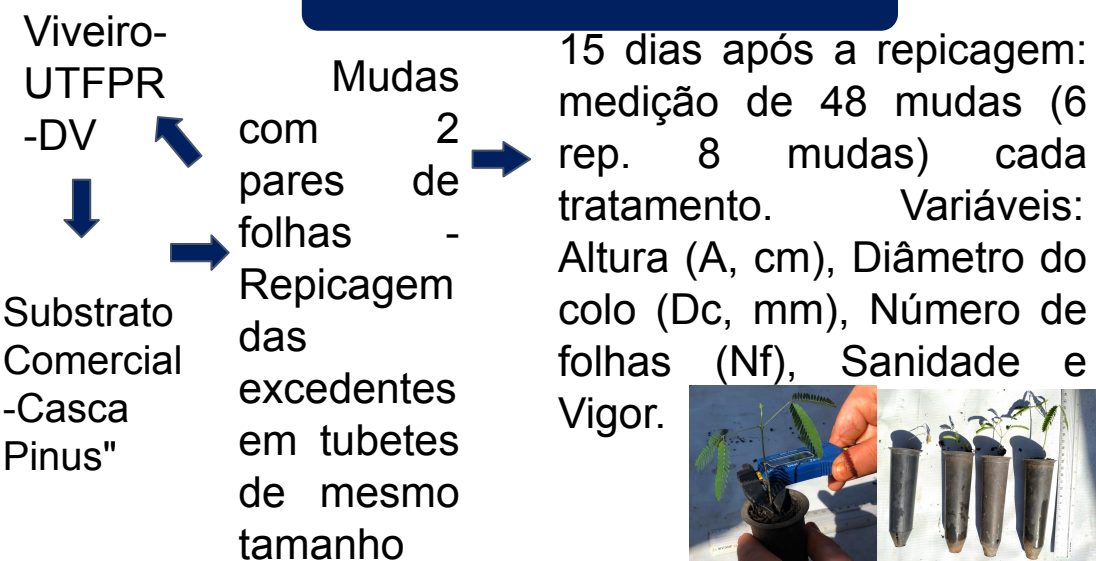 Viveiro-
UTFPR
-DV
Substrato
Comercial
-Casca
Pinus"
Mudas
com 2
pares de
folhas -
Repicagem
das
excedentes
em tubetes
de mesmo
tamanho
15 dias após a repicagem:
medição de 48 mudas (6
rep. 8 mudas) cada
tratamento. Variáveis:
Altura (A, cm), Diâmetro do
colo (Dc, mm), Número de
folhas (Nf), Sanidade e
Vigor.